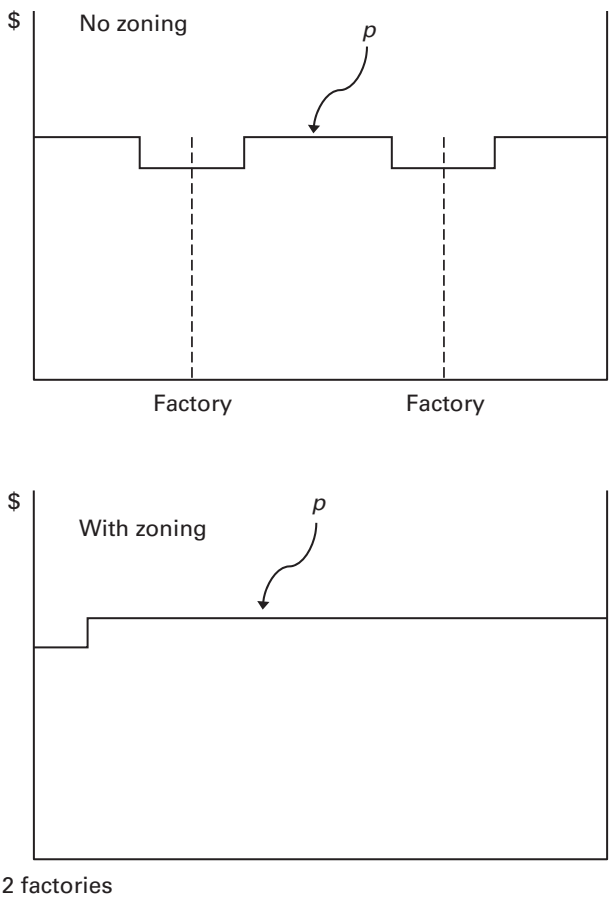 $
No zoning
p
Factory Factory
$
With zoning
p
2 factories